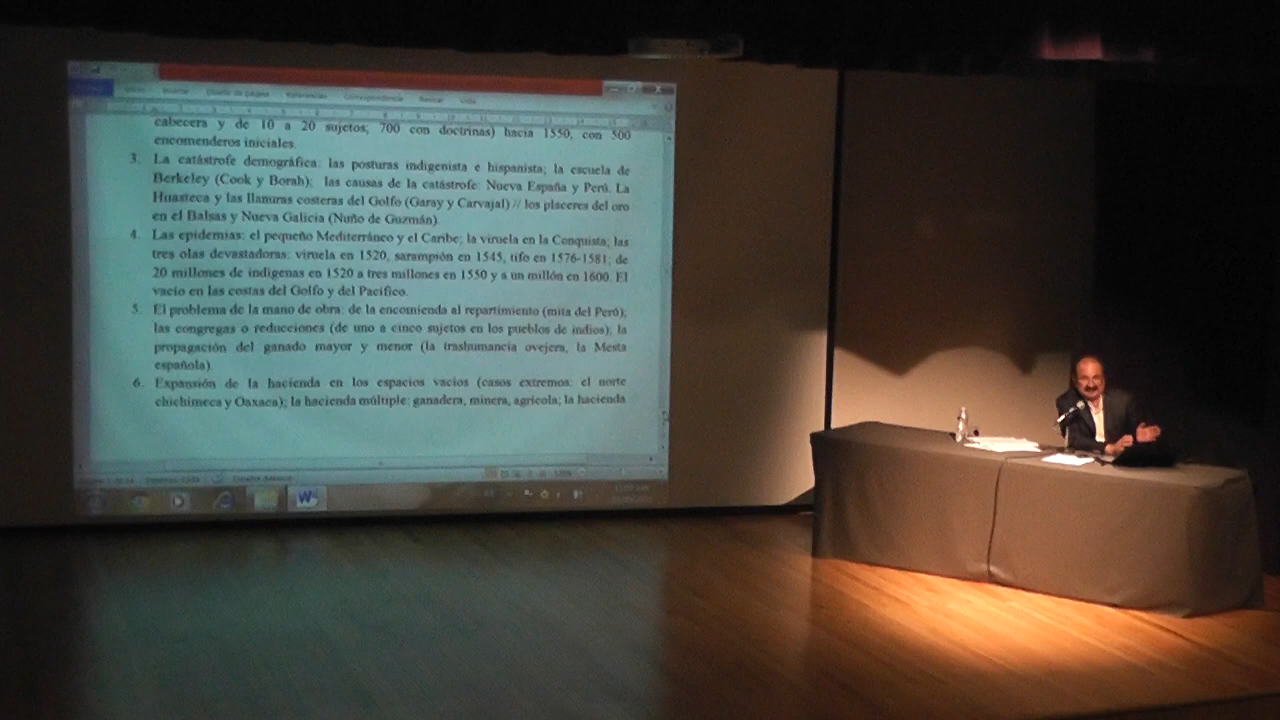 Diseño de página Referencias Correspondencia Revisar Vista
cabecera y de 10 a 20 sujetos; 700 con doctrinas) hacia 1550, con 500
encomenderos iniciales.
3. La catástrofe demográfica: las posturas indigenista e hispanista; la escuela de
Berkeley (Cook y Borah); las causas de la catástrofe: Nueva España y Perú. La
Huasteca y las llanuras costeras del Golfo (Garay y Carvajal) // los placeres del oro
en el Balsas y Nueva Galicia (Nuño de Guzmán).
4. Las epidemias: el pequeño Mediterráneo y el Caribe; la viruela en la Conquista; las
tres olas devastadoras: viruela en 1520, sarampión en 1545, tifo en 1576-1581; de
20 millones de indígenas en 1520 a tres millones en 1550 y a un millón en 1600. El
vacío en las costas del Golfo y del Pacífico.
5. El problema de la mano de obra: de la encomienda al repartimiento (mita del Perú);
las congregas o reducciones (de uno a cinco sujetos en los pueblos de indios); la
propagación del ganado mayor y menor (la trashumancia ovejera, la Mesta
española).
6. Expansión de la hacienda en los espacios vacíos (casos extremos: el norte
chichimeca y Oaxaca); la hacienda múltiple: ganadera, minera, agrícola; la hacienda
W